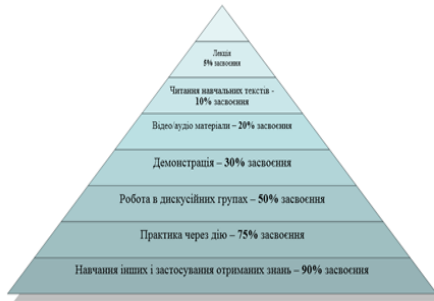 Лекція
5% засвоєння
Читання навчальних текстів -
10% засвоєння
Відео/аудіо матеріали – 20% засвоєння
Демонстрація – 30% засвоєння
Робота в дискусійних групах – 50% засвоєння
Практика через дію – 75% засвоєння
Навчання інших і застосування отриманих знань – 90% засвоєння